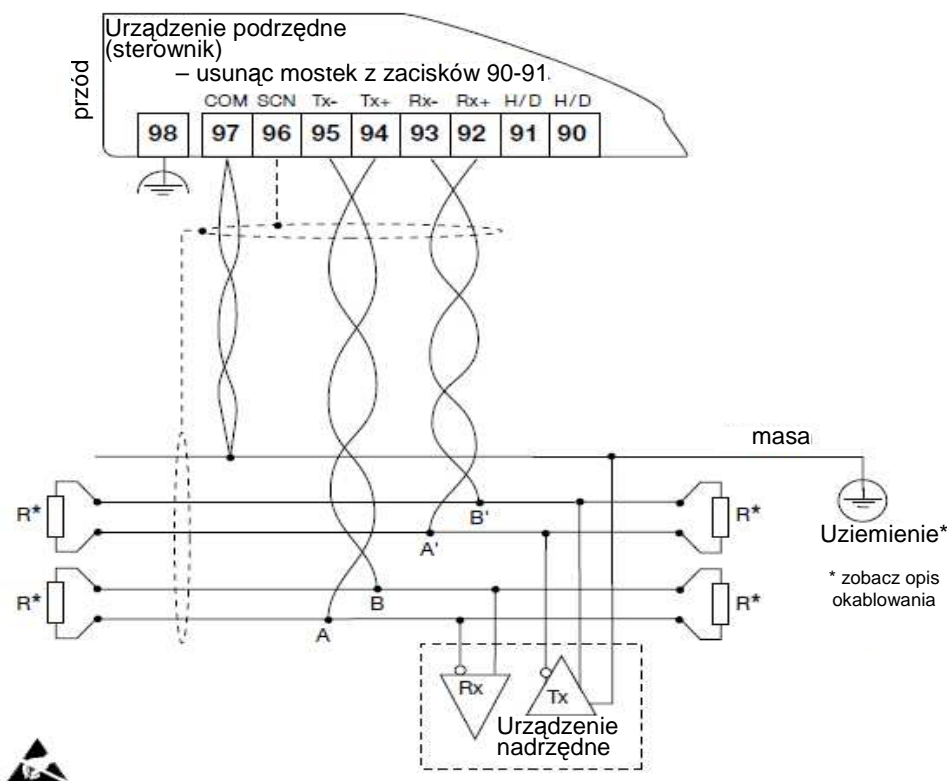 Urządzenie podrzędne
(sterownik)
– usunąc mostek z zacisków 90-91.
przód
COM SCN Tx- Tx+ Rx- Rx+ H/D H/D
98 97 96 95 94 93 92 91 90
masa
R* B' R*
A'
Uziemienie*
* zobacz opis
okablowania
R* B R*
A
Rx Tx
Urządzenie
nadrzędne